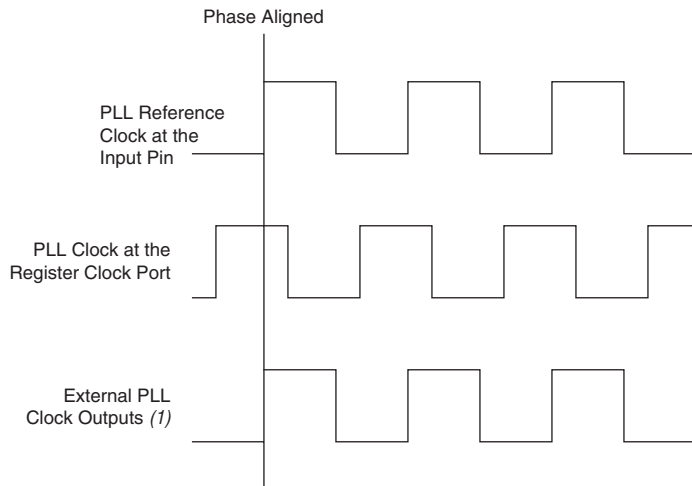 Phase Aligned
PLL Reference
Clock at the
Input Pin
PLL Clock at the
Register Clock Port
External PLL
Clock Outputs (1)